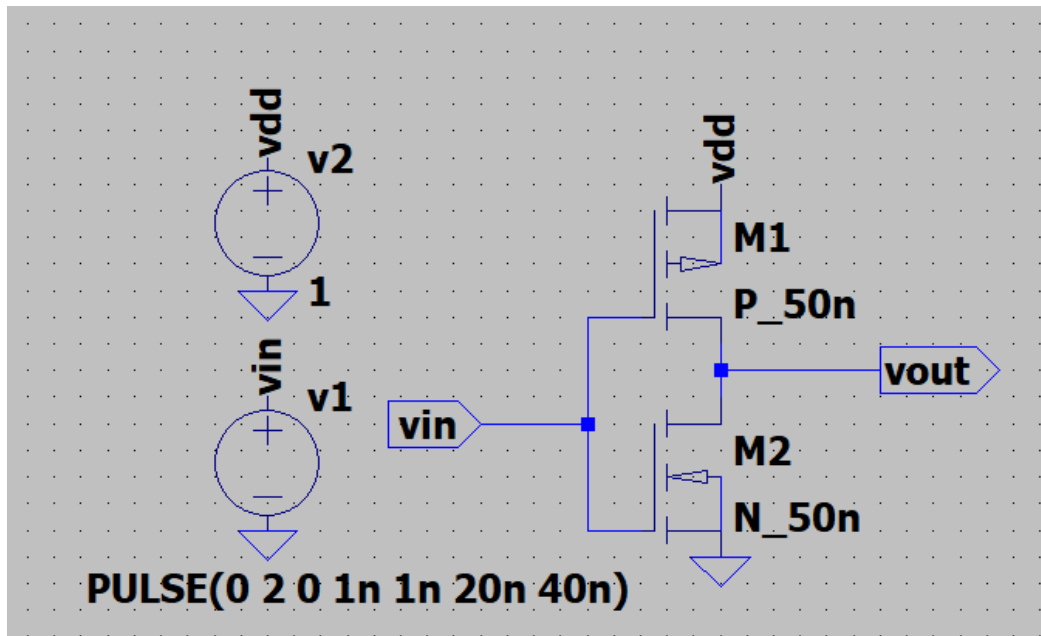 vdd
v2
1
vin
v1
PULSE(0 2 0 1n 1n 20n 40n)
vin
vdd
M1
P_50n
vout
M2
N_50n